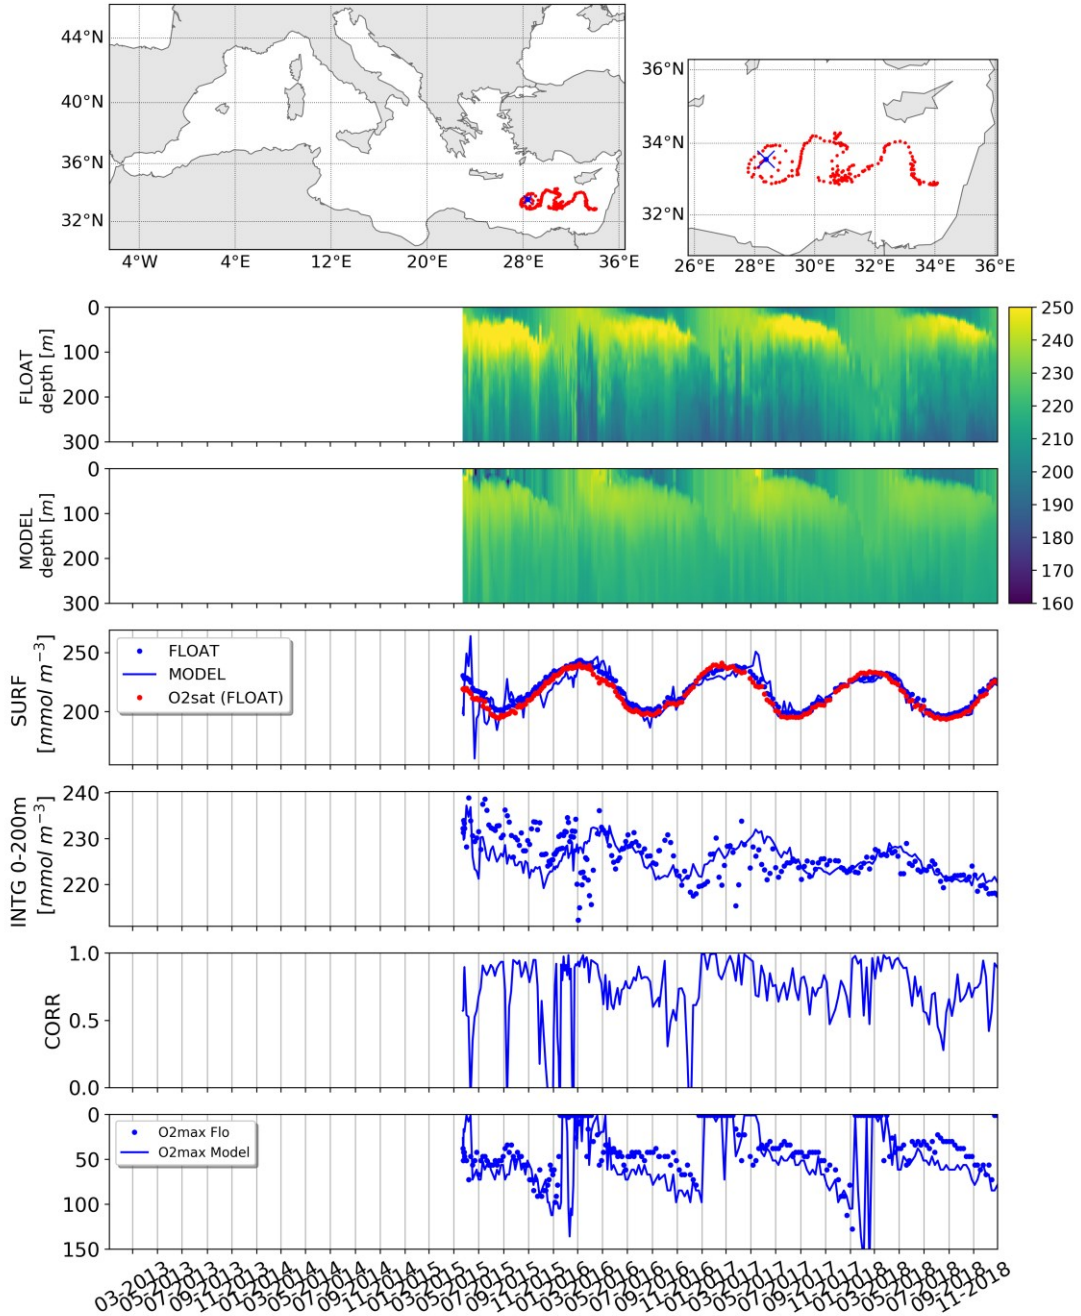 44°N
40°N
36°N
32°N
4°W 4°E 12°E 20°E 28°E 36°E
36°N
34°N
32°N
26°E 28°E 30°E 32°E 34°E 36°E
FLOAT
depth [m]
0
100
200
300
MODEL
depth [m]
0
100
200
300
250
240
230
220
210
200
190
180
170
160
SURF
[mmol m⁻³]
250
200
FLOAT
MODEL
O2sat (FLOAT)
INTG 0-200m
[mmol m⁻³]
240
230
220
CORR
1.0
0.5
0.0
0
50
100
150
O2max Flo
O2max Model
03-2013
05-2013
07-2013
09-2013
11-2013
01-2014
03-2014
05-2014
07-2014
09-2014
11-2014
01-2015
03-2015
05-2015
07-2015
09-2015
11-2015
01-2016
03-2016
05-2016
07-2016
09-2016
11-2016
01-2017
03-2017
05-2017
07-2017
09-2017
11-2017
01-2018
03-2018
05-2018
07-2018
09-2018
11-2018